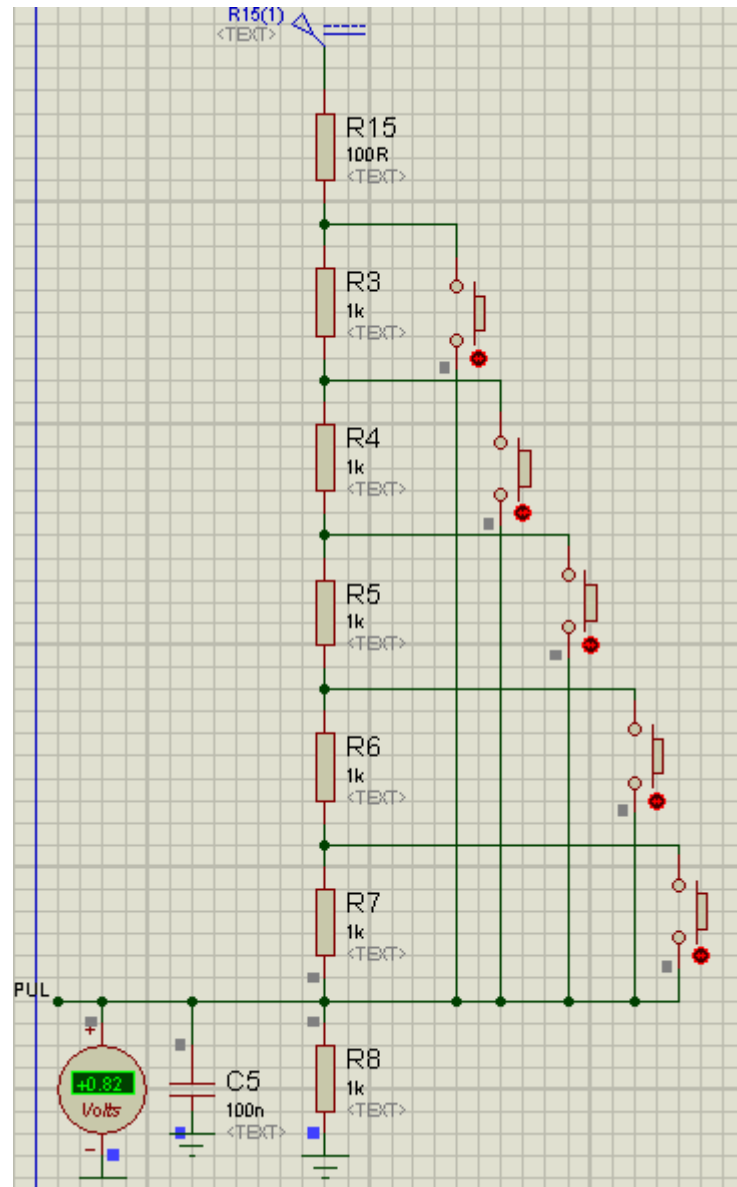 R15(1)
<TEXT>
R15
100R
<TEXT>
R3
1k
<TEXT>
R4
1k
<TEXT>
R5
1k
<TEXT>
R6
1k
<TEXT>
R7
1k
<TEXT>
PUL
+
+0.82
Volts
C5
100n
<TEXT>
R8
1k
<TEXT>